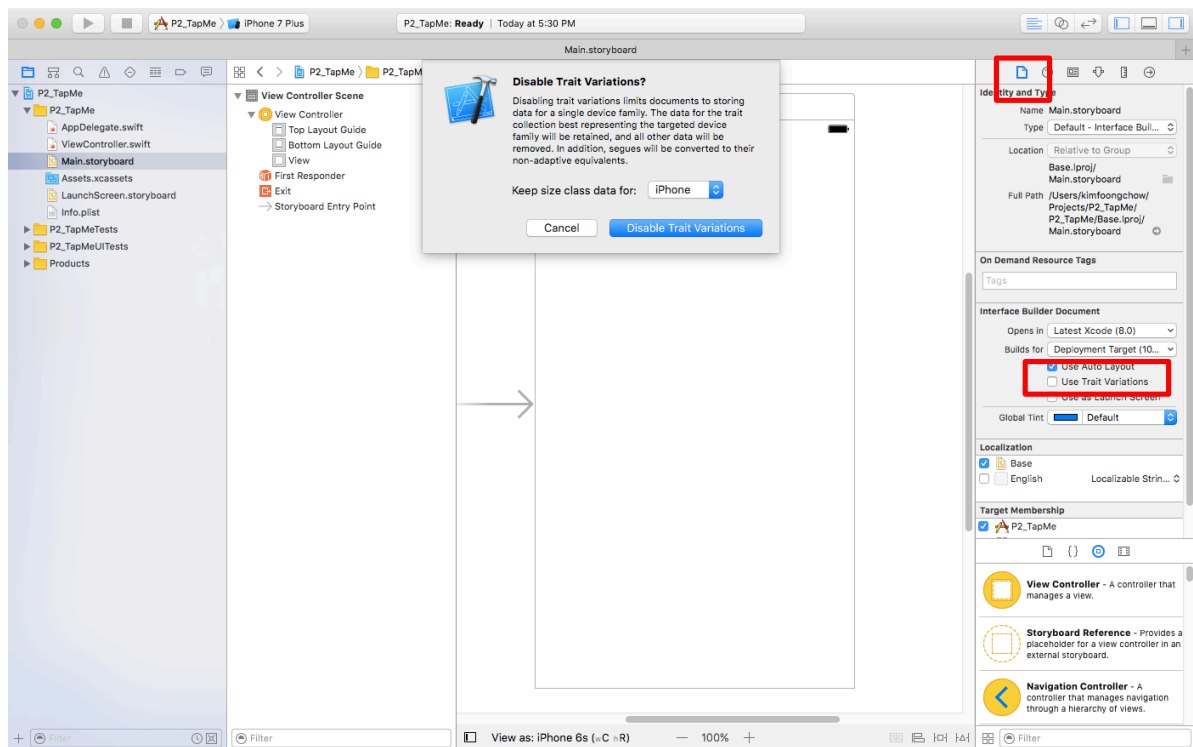 P2_TapMe
iPhone 7 Plus
P2_TapMe: Ready | Today at 5:30 PM
Main.storyboard
P2_TapMe
P2_TapMe
AppDelegate.swift
ViewController.swift
Main.storyboard
Assets.xcassets
LaunchScreen.storyboard
Info.plist
P2_TapMeTests
P2_TapMeUITests
Products
Filter
P2_TapMe
P2_TapM
View Controller Scene
View Controller
Top Layout Guide
Bottom Layout Guide
View
First Responder
Exit
Storyboard Entry Point
Filter
Disable Trait Variations?
Disabling trait variations limits documents to storing
data for a single device family. The data for the trait
collection best representing the targeted device
family will be retained, and all other data will be
removed. In addition, segues will be converted to their
non-adaptive equivalents.
Keep size class data for: iPhone
Cancel
Disable Trait Variations
View as: iPhone 6s (wC hR)
100%
Identity and Type
Name Main.storyboard
Type Default - Interface Buil...
Location Relative to Group
Base.lproj/
Main.storyboard
Full Path /Users/kimfoongchow/
Projects/P2_TapMe/
P2_TapMe/Base.lproj/
Main.storyboard
On Demand Resource Tags
Tags
Interface Builder Document
Opens in Latest Xcode (8.0)
Builds for Deployment Target (10...
Use Auto Layout
Use Trait Variations
Use as Launch Screen
Global Tint Default
Localization
Base
English Localizable Strin...
Target Membership
P2_TapMe
View Controller - A controller that
manages a view.
Storyboard Reference - Provides a
placeholder for a view controller in an
external storyboard.
Navigation Controller - A
controller that manages navigation
through a hierarchy of views.
Filter